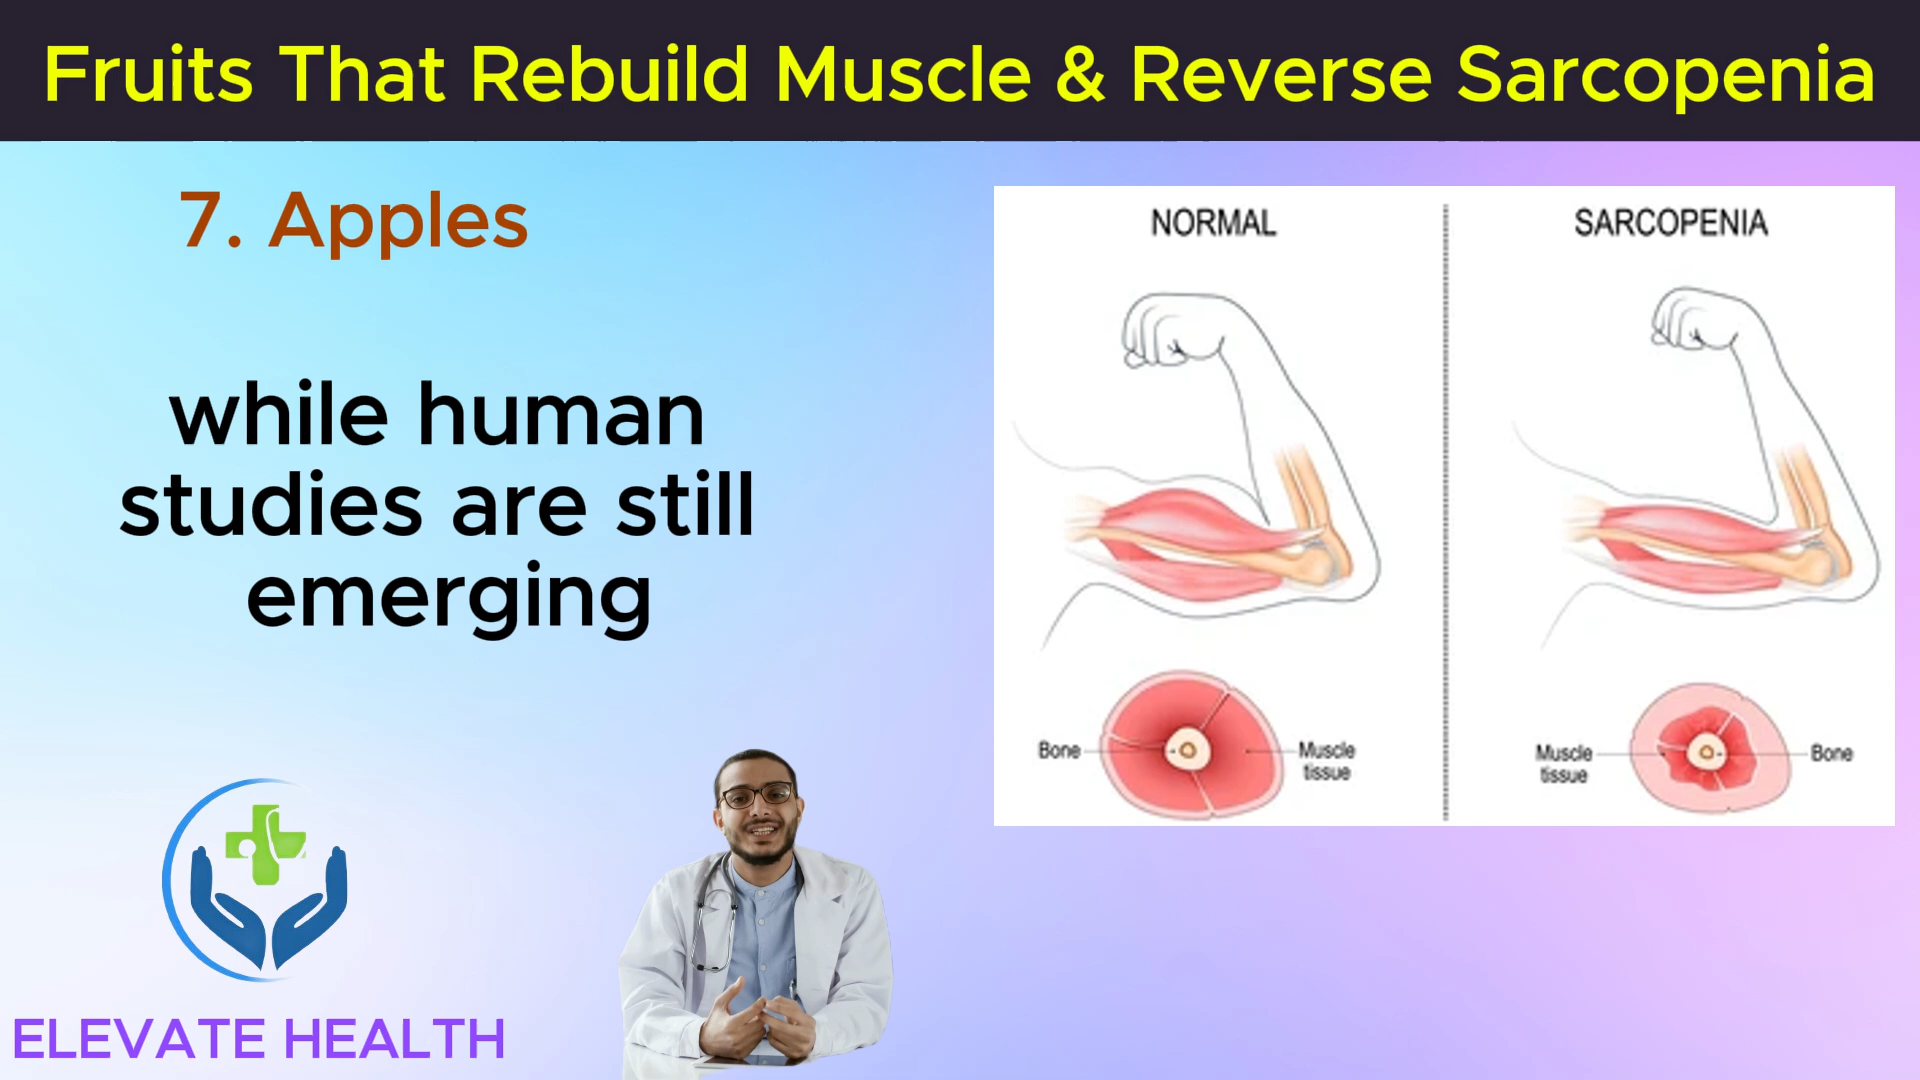 Fruits That Rebuild Muscle & Reverse Sarcopenia
7. Apples
while human
studies are still
emerging
NORMAL
SARCOPENIA
Bone
Muscle
tissue
Muscle
tissue
Bone
ELEVATE HEALTH